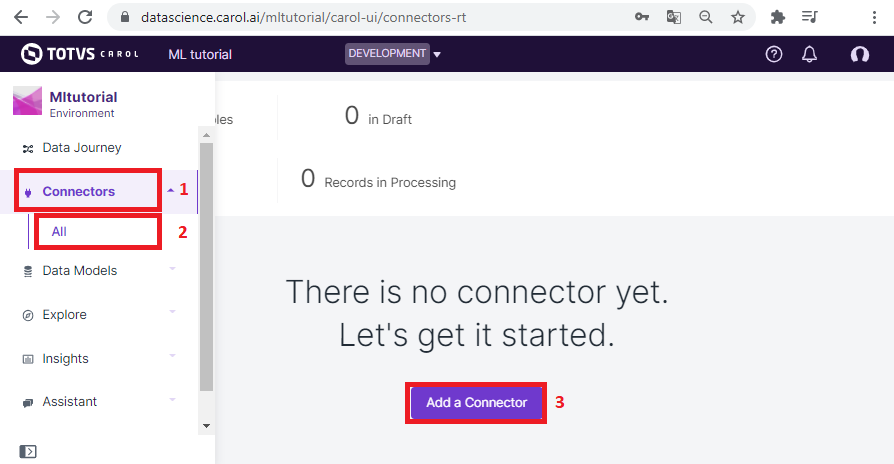 datascience.carol.ai/mltutorial/carol-ui/connectors-rt
TOTVS CAROL ML tutorial DEVELOPMENT
Mltutorial
Environment
0 in Draft
Data Journey
Connectors 1
0 Records in Processing
All 2
Data Models
Explore
Insights
Assistant
There is no connector yet.
Let's get it started.
Add a Connector 3